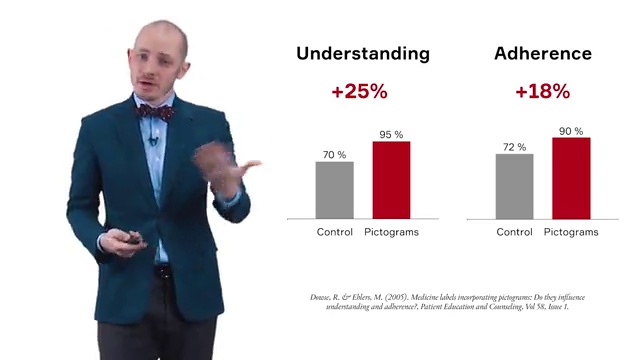 Understanding
+25%
70 %
95 %
Control
Pictograms
Adherence
+18%
72 %
90 %
Control
Pictograms
Dowse, R. & Ehlers, M. (2005). Medicine labels incorporating pictograms: Do they influence
understanding and adherence?, Patient Education and Counseling, Vol 58, Issue 1.